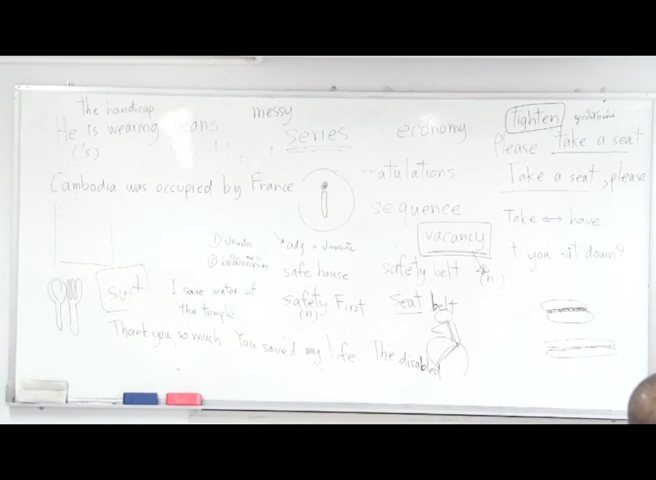 the handicap
He is wearing jeans
('s)
messy
series
economy
tighten
Please Take a seat
Cambodia was occupied by France
i
atulations
Take a seat, please
sequence
Take ↔ have
vacancy
(n.)
t you sit down?
adj +
safe house
safety belt
Suit
I save water of
the temple
safety First
(n)
seat belt
Thank you so much You saved my life The disabled